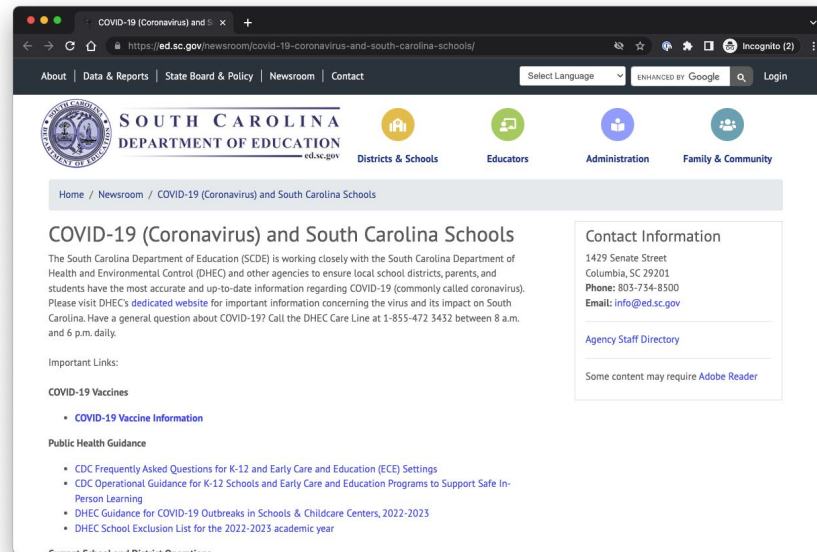 COVID-19 (Coronavirus) and S
https://ed.sc.gov/newsroom/covid-19-coronavirus-and-south-carolina-schools/
Incognito (2)
About | Data & Reports | State Board & Policy | Newsroom | Contact
Select Language
ENHANCED BY Google
Login
SOUTH CAROLINA
DEPARTMENT OF EDUCATION
ed.sc.gov
Districts & Schools
Educators
Administration
Family & Community
Home / Newsroom / COVID-19 (Coronavirus) and South Carolina Schools
COVID-19 (Coronavirus) and South Carolina Schools
The South Carolina Department of Education (SCDE) is working closely with the South Carolina Department of
Health and Environmental Control (DHEC) and other agencies to ensure local school districts, parents, and
students have the most accurate and up-to-date information regarding COVID-19 (commonly called coronavirus).
Please visit DHEC's dedicated website for important information concerning the virus and its impact on South
Carolina. Have a general question about COVID-19? Call the DHEC Care Line at 1-855-472 3432 between 8 a.m.
and 6 p.m. daily.
Important Links:
COVID-19 Vaccines
• COVID-19 Vaccine Information
Public Health Guidance
• CDC Frequently Asked Questions for K-12 and Early Care and Education (ECE) Settings
• CDC Operational Guidance for K-12 Schools and Early Care and Education Programs to Support Safe In-
Person Learning
• DHEC Guidance for COVID-19 Outbreaks in Schools & Childcare Centers, 2022-2023
• DHEC School Exclusion List for the 2022-2023 academic year
Current School and District Operations
Contact Information
1429 Senate Street
Columbia, SC 29201
Phone: 803-734-8500
Email: info@ed.sc.gov
Agency Staff Directory
Some content may require Adobe Reader